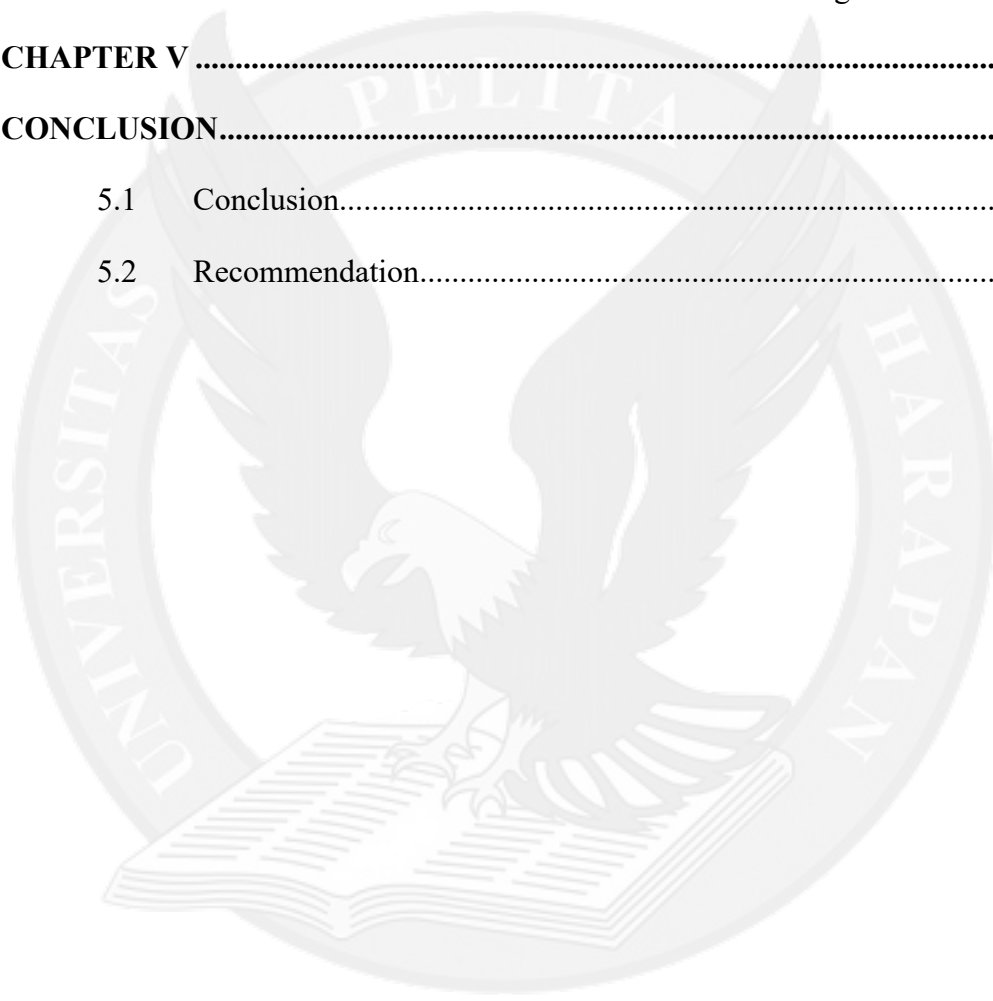 CHAPTER V ........................................................................................................
CONCLUSION.....................................................................................................
5.1 Conclusion.................................................................................
5.2 Recommendation.......................................................................
UNIVERSITAS PELITA HARAPAN